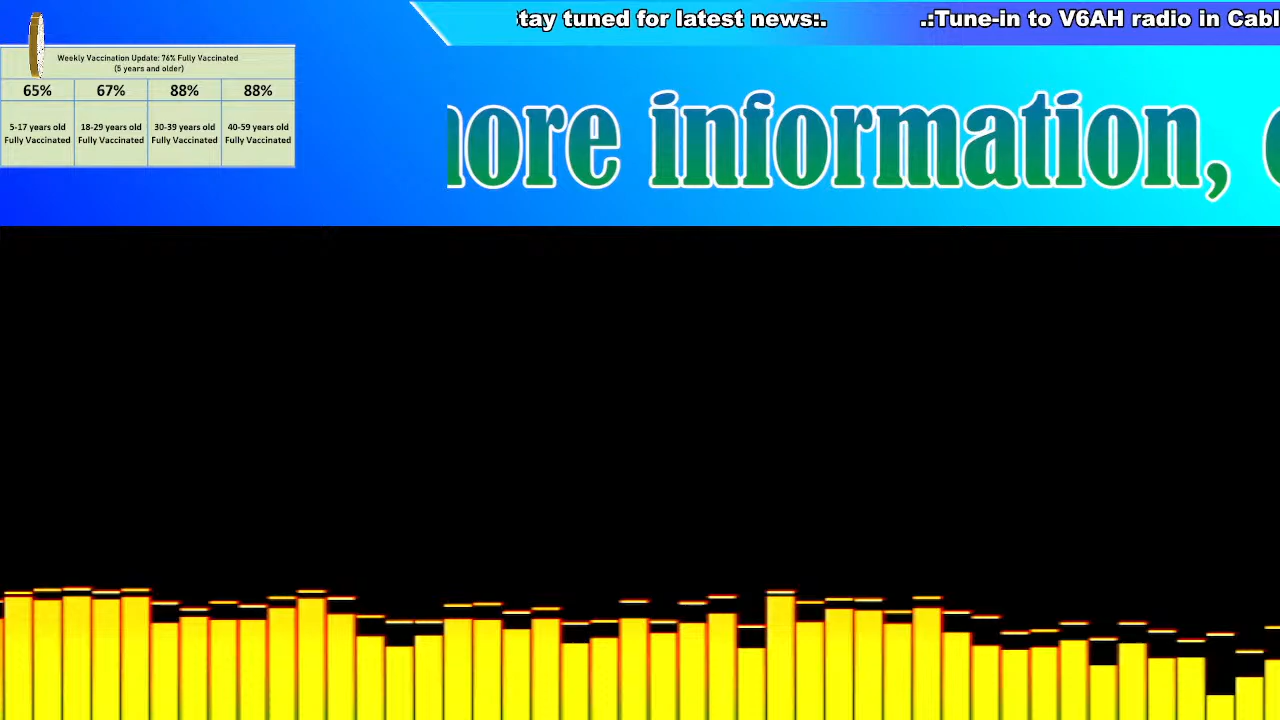 tay tuned for latest news:. .:Tune-in to V6AH radio in Cabl
Weekly Vaccination Update: 76% Fully Vaccinated
(5 years and older)
65% 67% 88% 88%
5-17 years old 18-29 years old 30-39 years old 40-59 years old
Fully Vaccinated Fully Vaccinated Fully Vaccinated Fully Vaccinated
ore information,